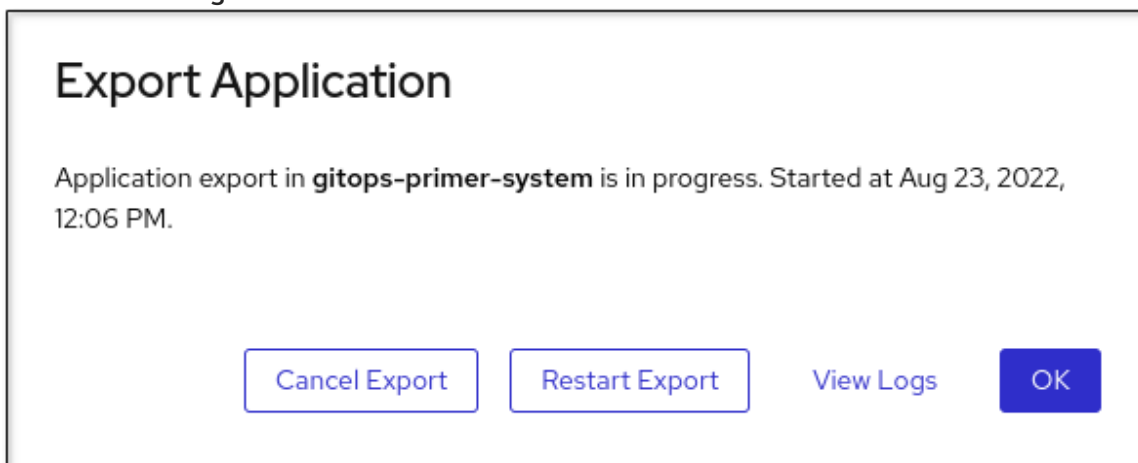 Export Application
Application export in gitops-primer-system is in progress. Started at Aug 23, 2022,
12:06 PM.
Cancel Export Restart Export View Logs OK